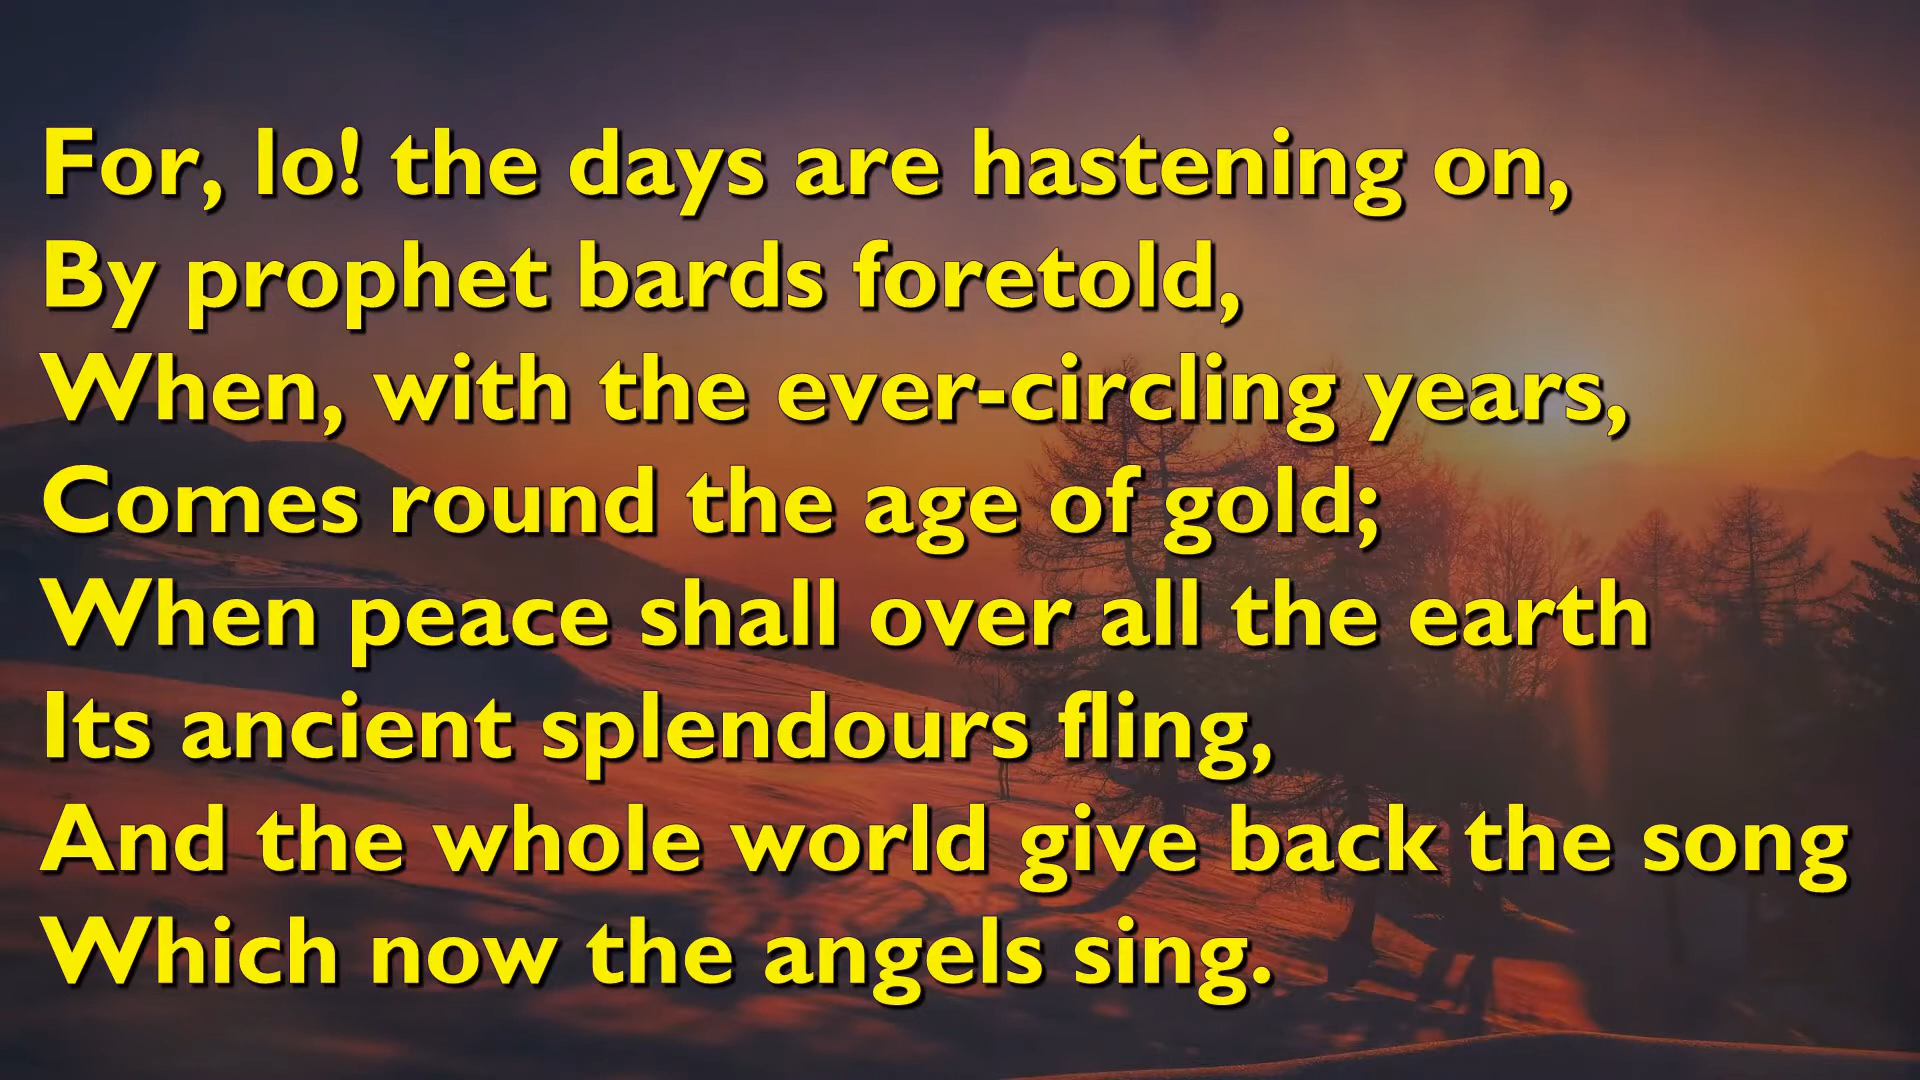 For, lo! the days are hastening on,
By prophet bards foretold,
When, with the ever-circling years,
Comes round the age of gold;
When peace shall over all the earth
Its ancient splendours fling,
And the whole world give back the song
Which now the angels sing.